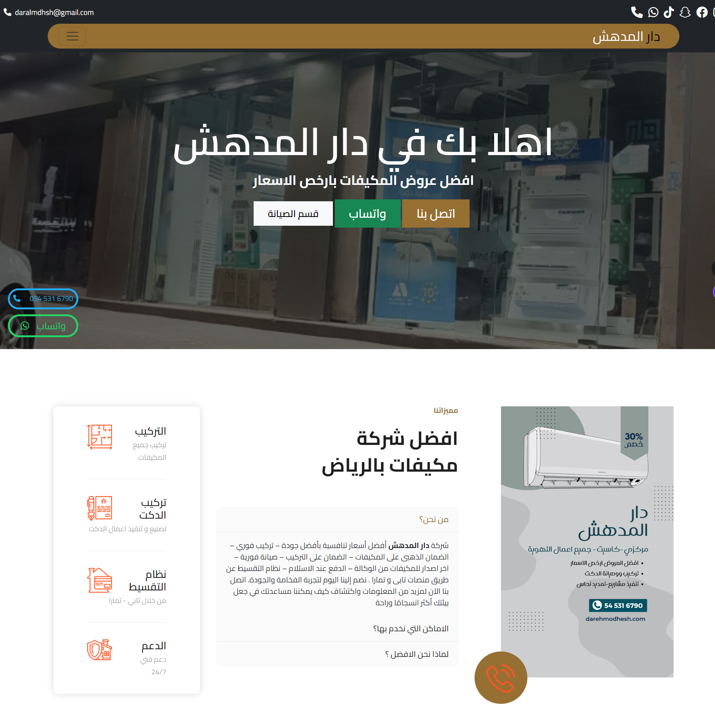 daralmdhsh@gmail.com
دار المدهش
اهلا بك في دار المدهش
افضل عروض المكيفات بارخص الاسعار
اتصل بنا
واتساب
قسم الصيانة
054 531 6790
واتساب
30%
خصم
دار
المدهش
مركزي -كاسيت- جميع اعمال التهوية
افضل العروض ارخص الاسعار
تركيب وصيانة الدكت
تنفيذ مشاريع-تمديد نحاس
54 531 6790
darehmodhesh.com
مميزاتنا
افضل شركة
مكيفات بالرياض
من نحن؟
شركة دار المدهش أفضل أسعار تنافسية بأفضل جودة – تركيب فوري –
الضمان الذهبي على المكيفات – الضمان على التركيب – صيانة فورية –
اخر اصدار للمكيفات من الوكالة – الدفع عند الاستلام – نظام التقسيط عن
طريق منصات تابي و تمارا . نضم إلينا اليوم لتجربة الفخامة والجودة. اتصل
بنا الآن لمزيد من المعلومات واكتشاف كيف يمكننا مساعدتك في جعل
بيئتك أكثر انسجامًا وراحة
الاماكن التي نخدم بها؟
لماذا نحن الافضل ؟
التركيب
تركيب جميع
المكيفات
تركيب
الدكت
تصنيع و تنفيذ اعمال الدكت
نظام
التقسيط
من خلال تابي - تمارا
الدعم
دعم فني
24/7